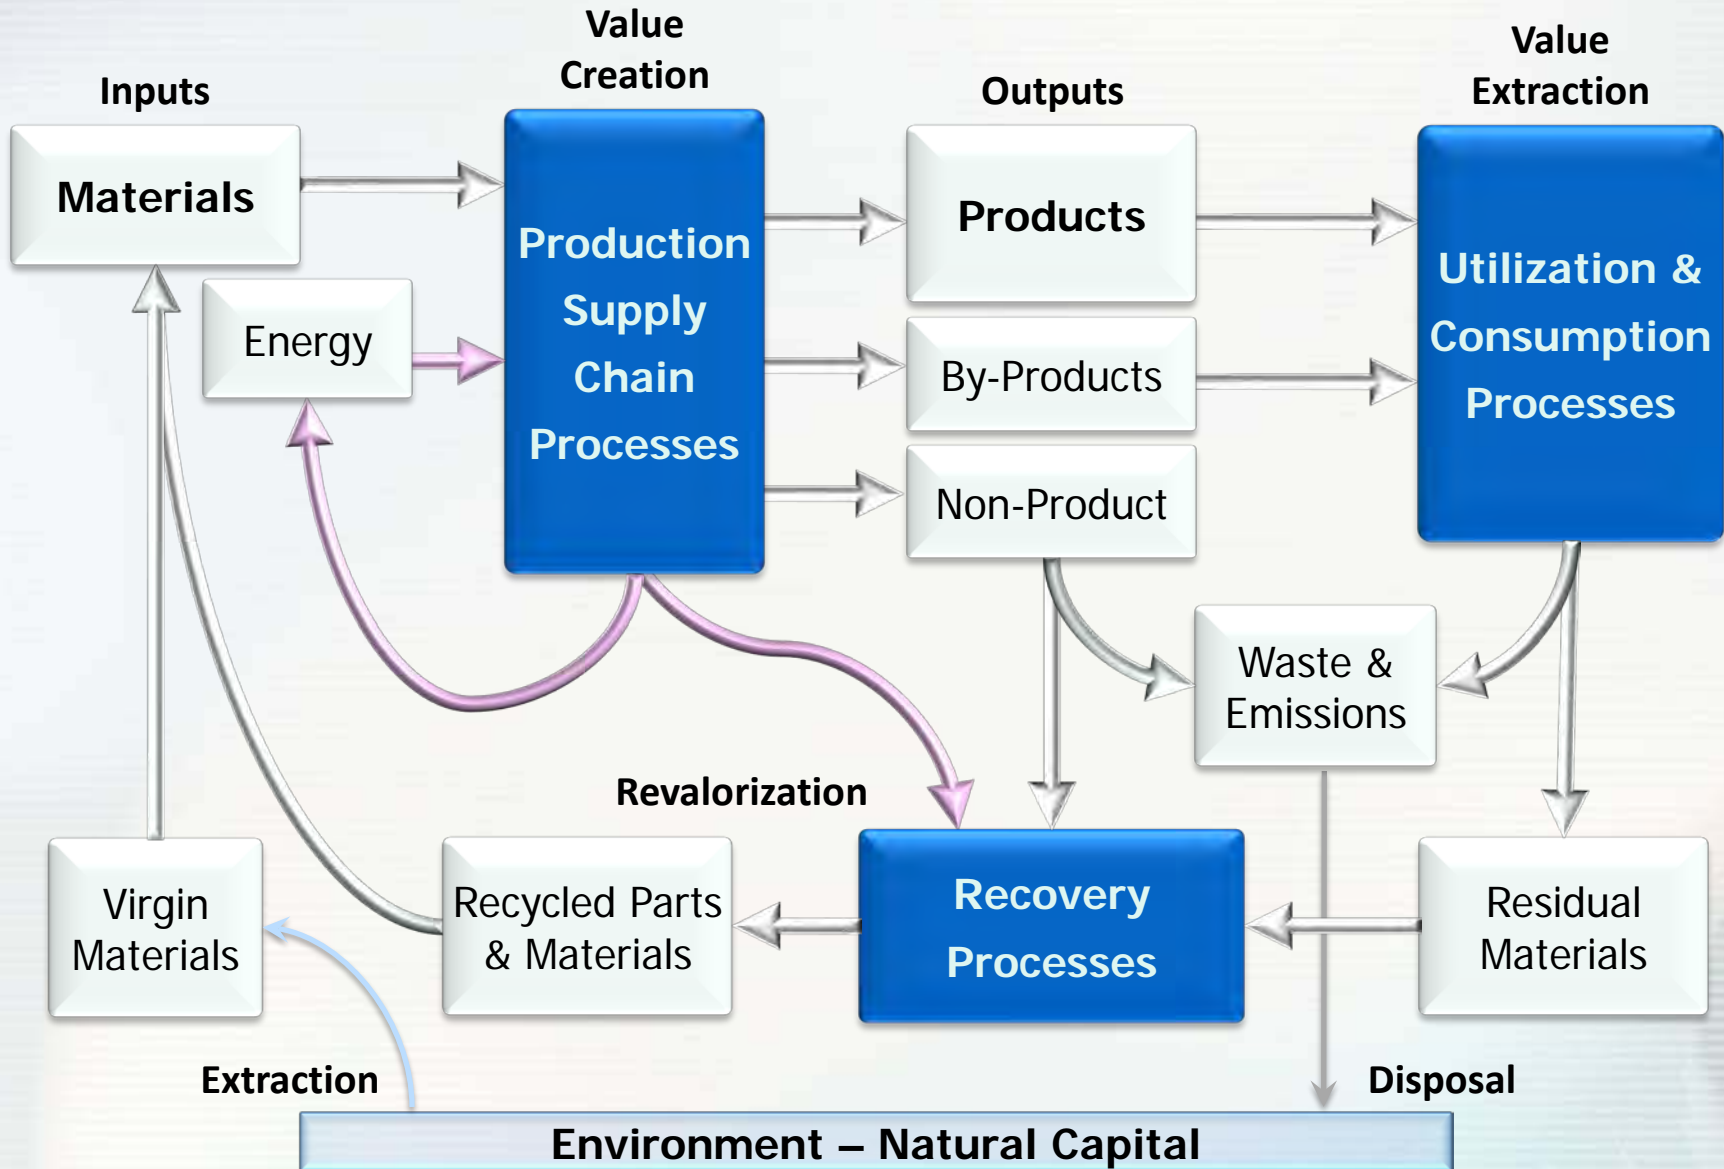 Value
Creation
Value
Extraction
Inputs
Outputs
Materials
Production
Supply
Chain
Processes
Products
Utilization &
Consumption
Processes
Energy
By-Products
Non-Product
Waste &
Emissions
Revalorization
Virgin
Materials
Recycled Parts
& Materials
Recovery
Processes
Residual
Materials
Extraction
Disposal
Environment – Natural Capital